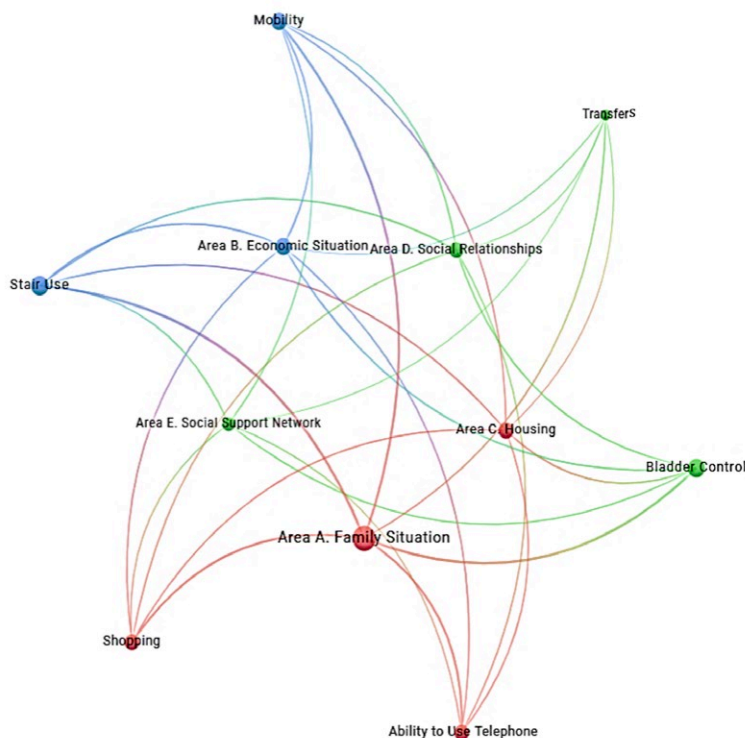 Mobility
Transfers
Area B. Economic Situation
Area D. Social Relationships
Stair Use
Area E. Social Support Network
Area C. Housing
Bladder Control
Area A. Family Situation
Shopping
Ability to Use Telephone